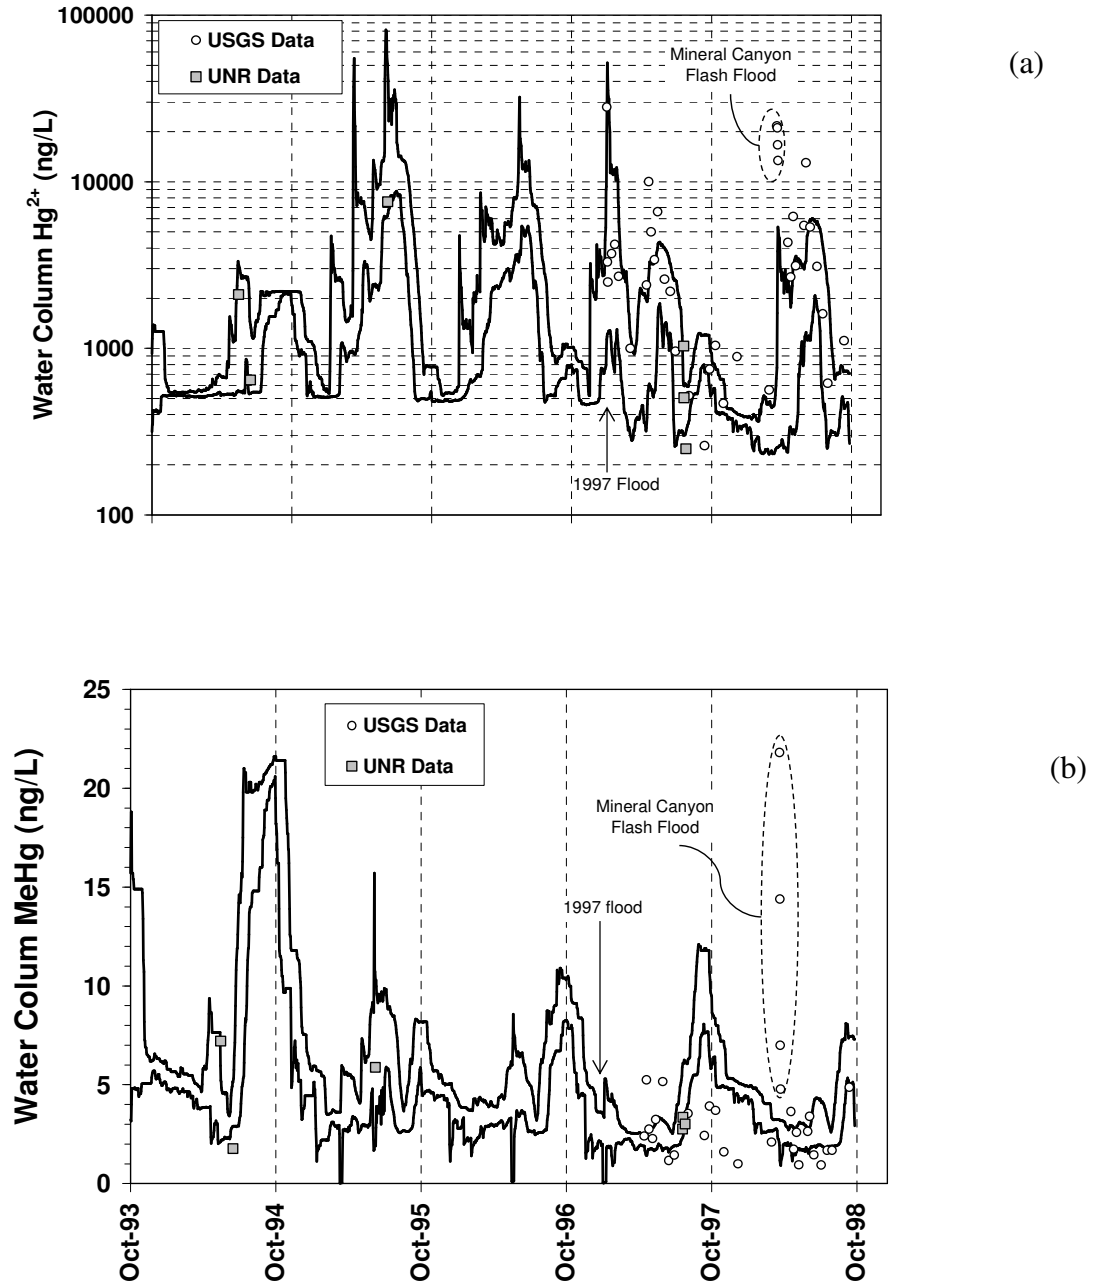 100000
USGS Data
UNR Data
Mineral Canyon
Flash Flood
(a)
Water Column Hg2+ (ng/L)
10000
1000
1997 Flood
100
25
USGS Data
UNR Data
(b)
Water Colum MeHg (ng/L)
20
Mineral Canyon
Flash Flood
15
1997 flood
10
5
0
Oct-93
Oct-94
Oct-95
Oct-96
Oct-97
Oct-98